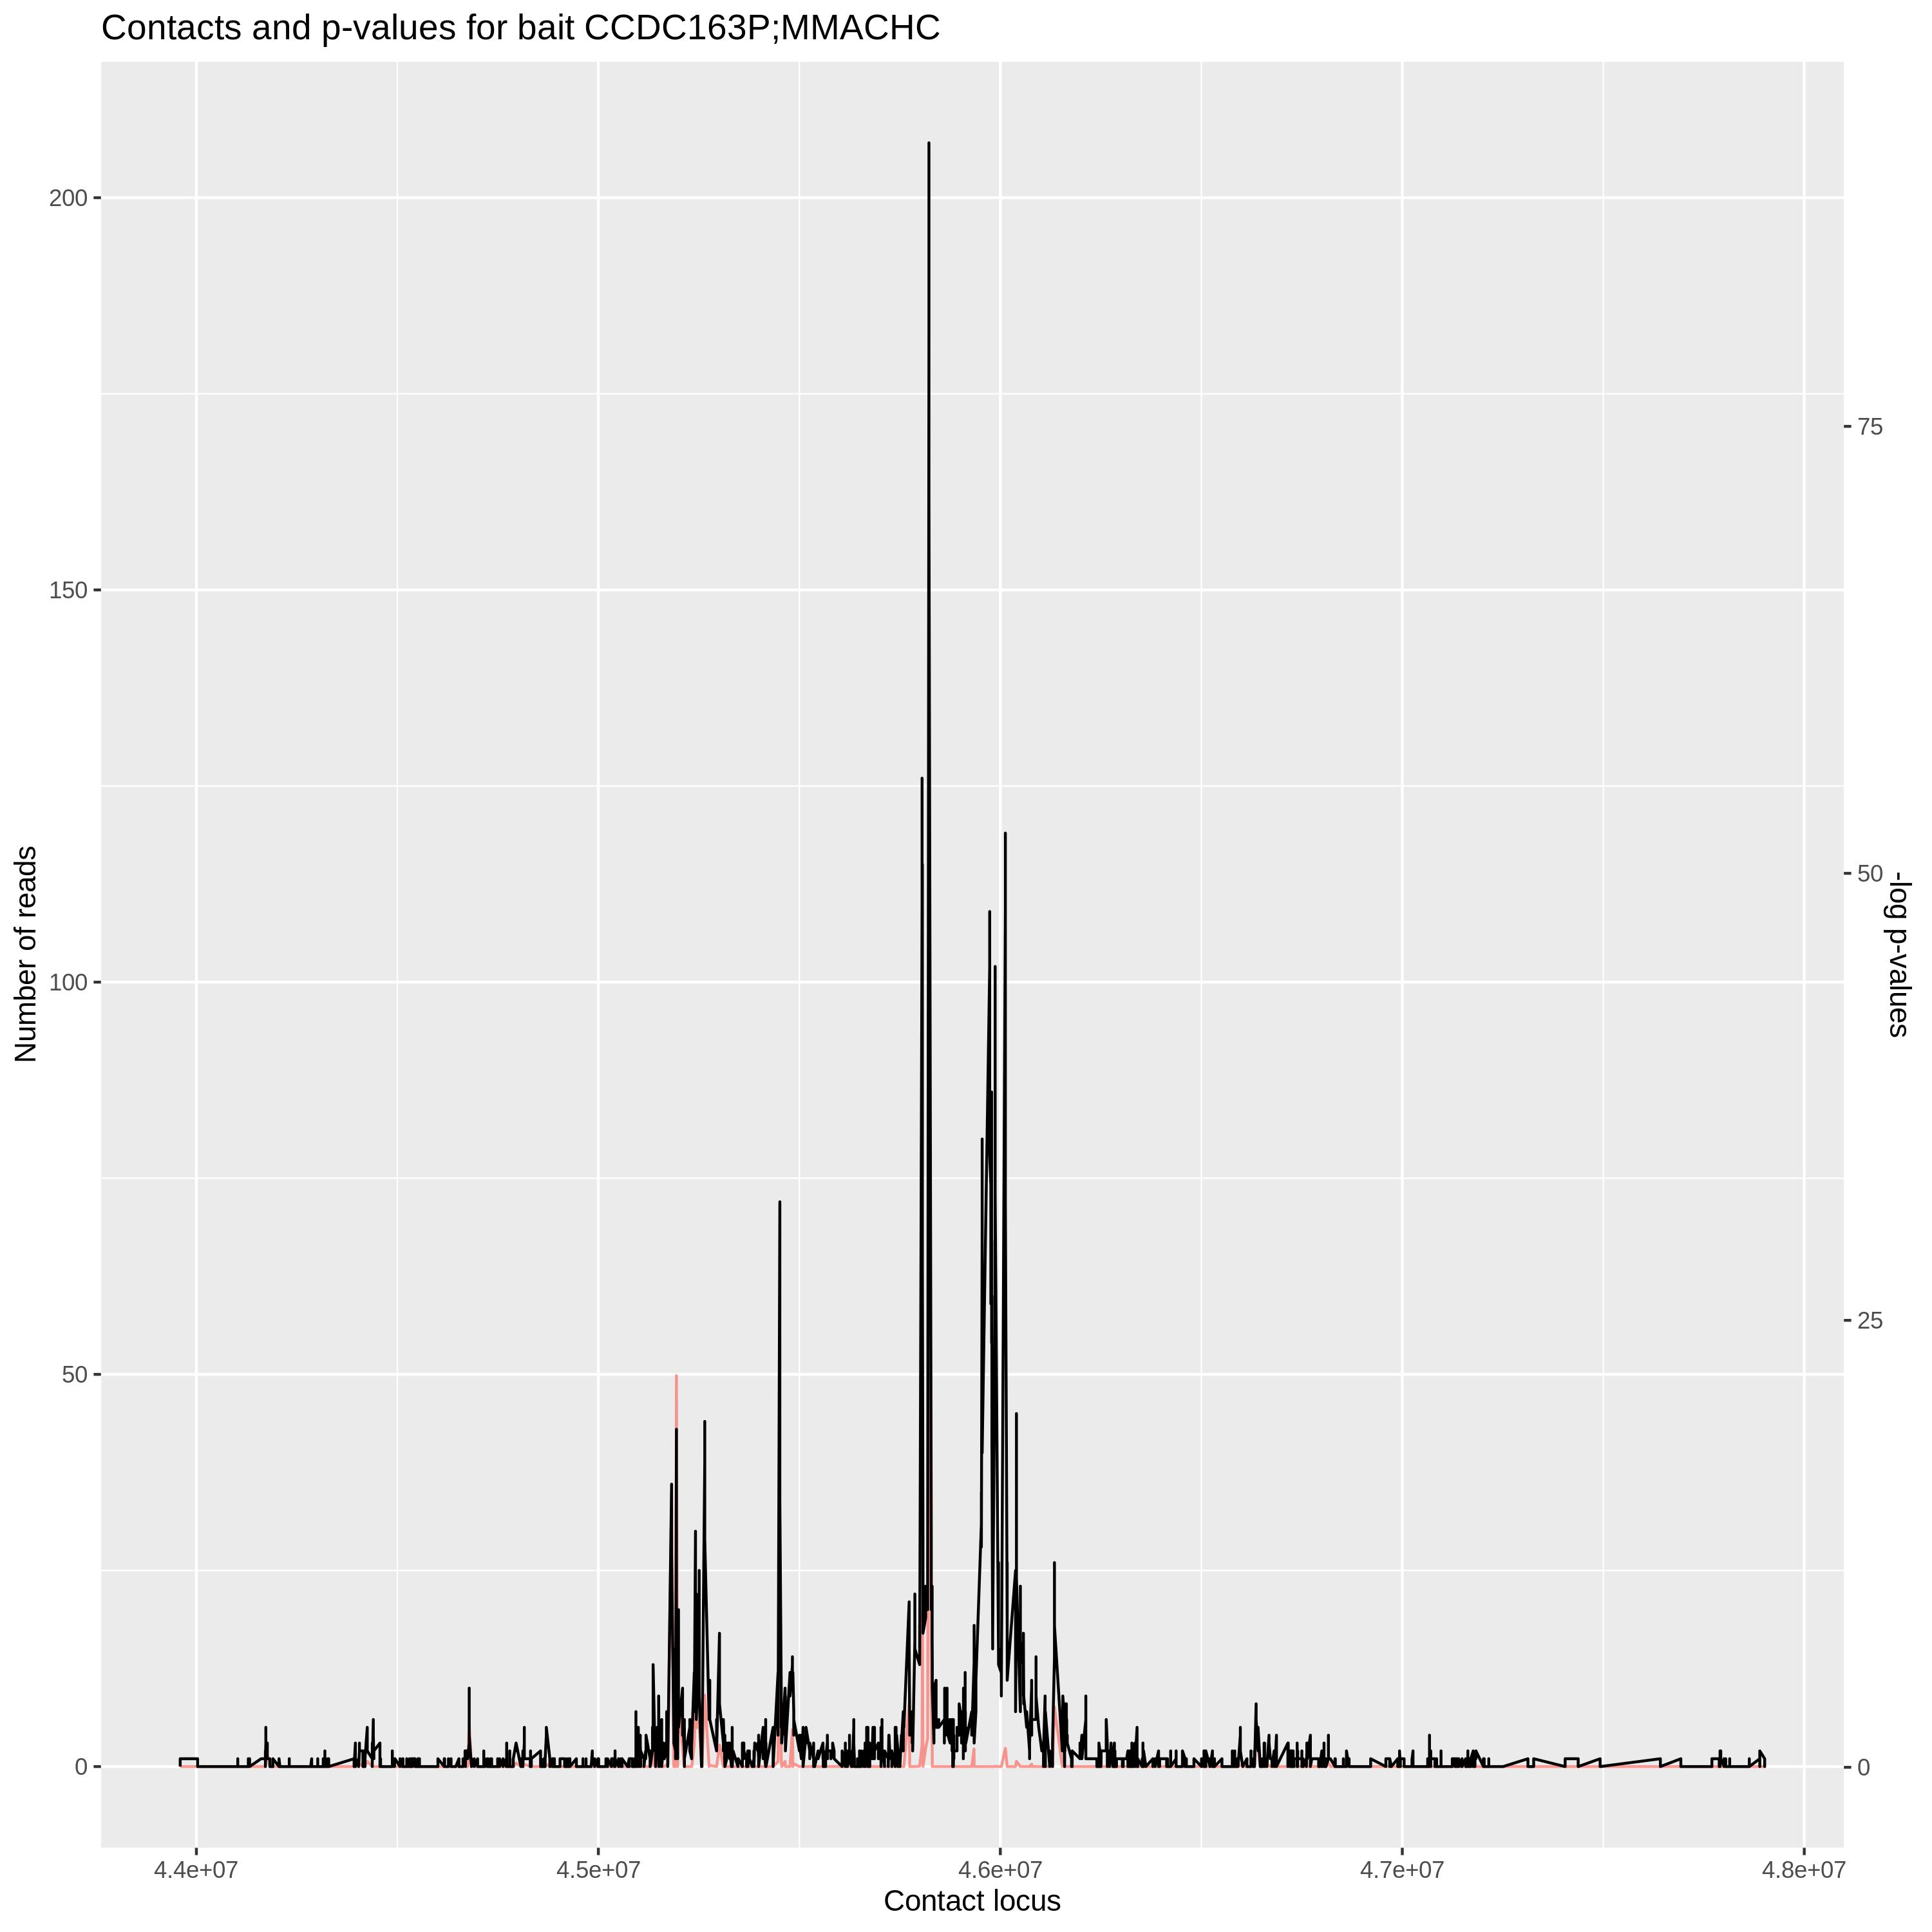 Contacts and p-values for bait CCDC163P;MMACHC
200
150
100
50
0
Number of reads
75
50
25
0
-log p-values
4.4e+07
4.5e+07
4.6e+07
4.7e+07
4.8e+07
Contact locus